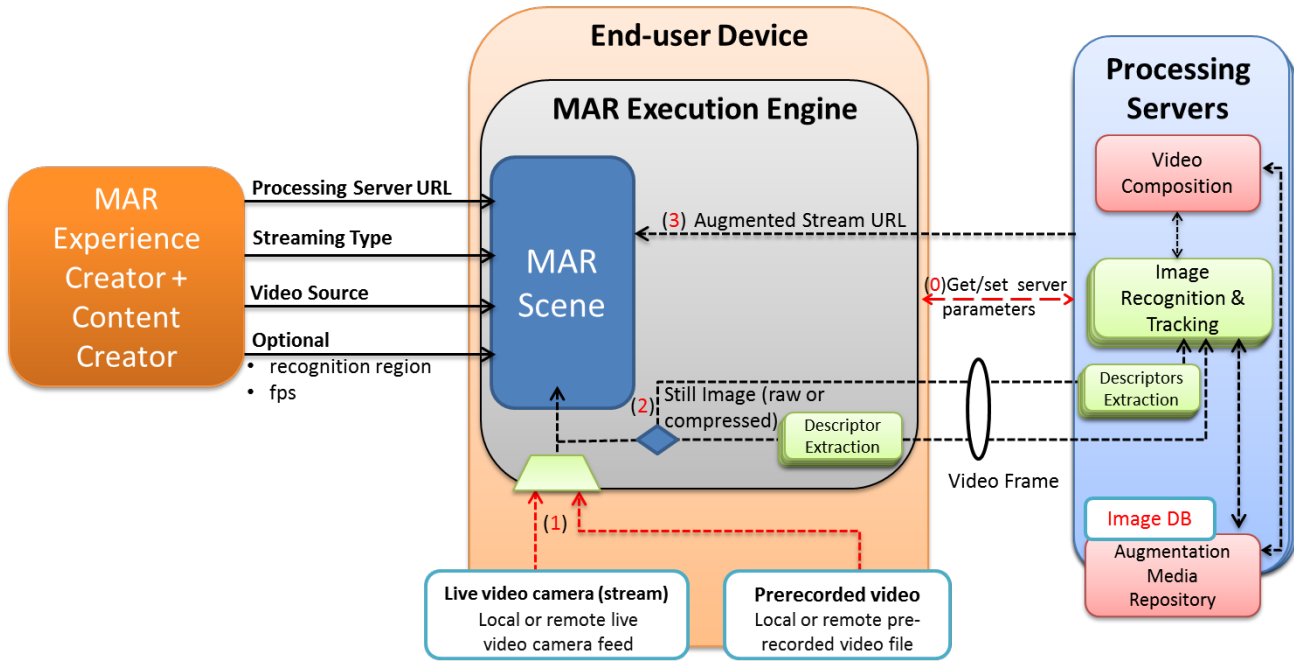 End-user Device
Processing
Servers
MAR Execution Engine
Video
Composition
MAR
Experience
Creator +
Content
Creator
Processing Server URL
Streaming Type
Video Source
Optional
• recognition region
• fps
MAR
Scene
(3) Augmented Stream URL
(0)Get/set server
parameters
Image
Recognition &
Tracking
(2)
Still Image (raw or
compressed)
Descriptor
Extraction
Descriptors
Extraction
Video Frame
(1)
Image DB
Augmentation
Media
Repository
Live video camera (stream)
Local or remote live
video camera feed
Prerecorded video
Local or remote pre-
recorded video file